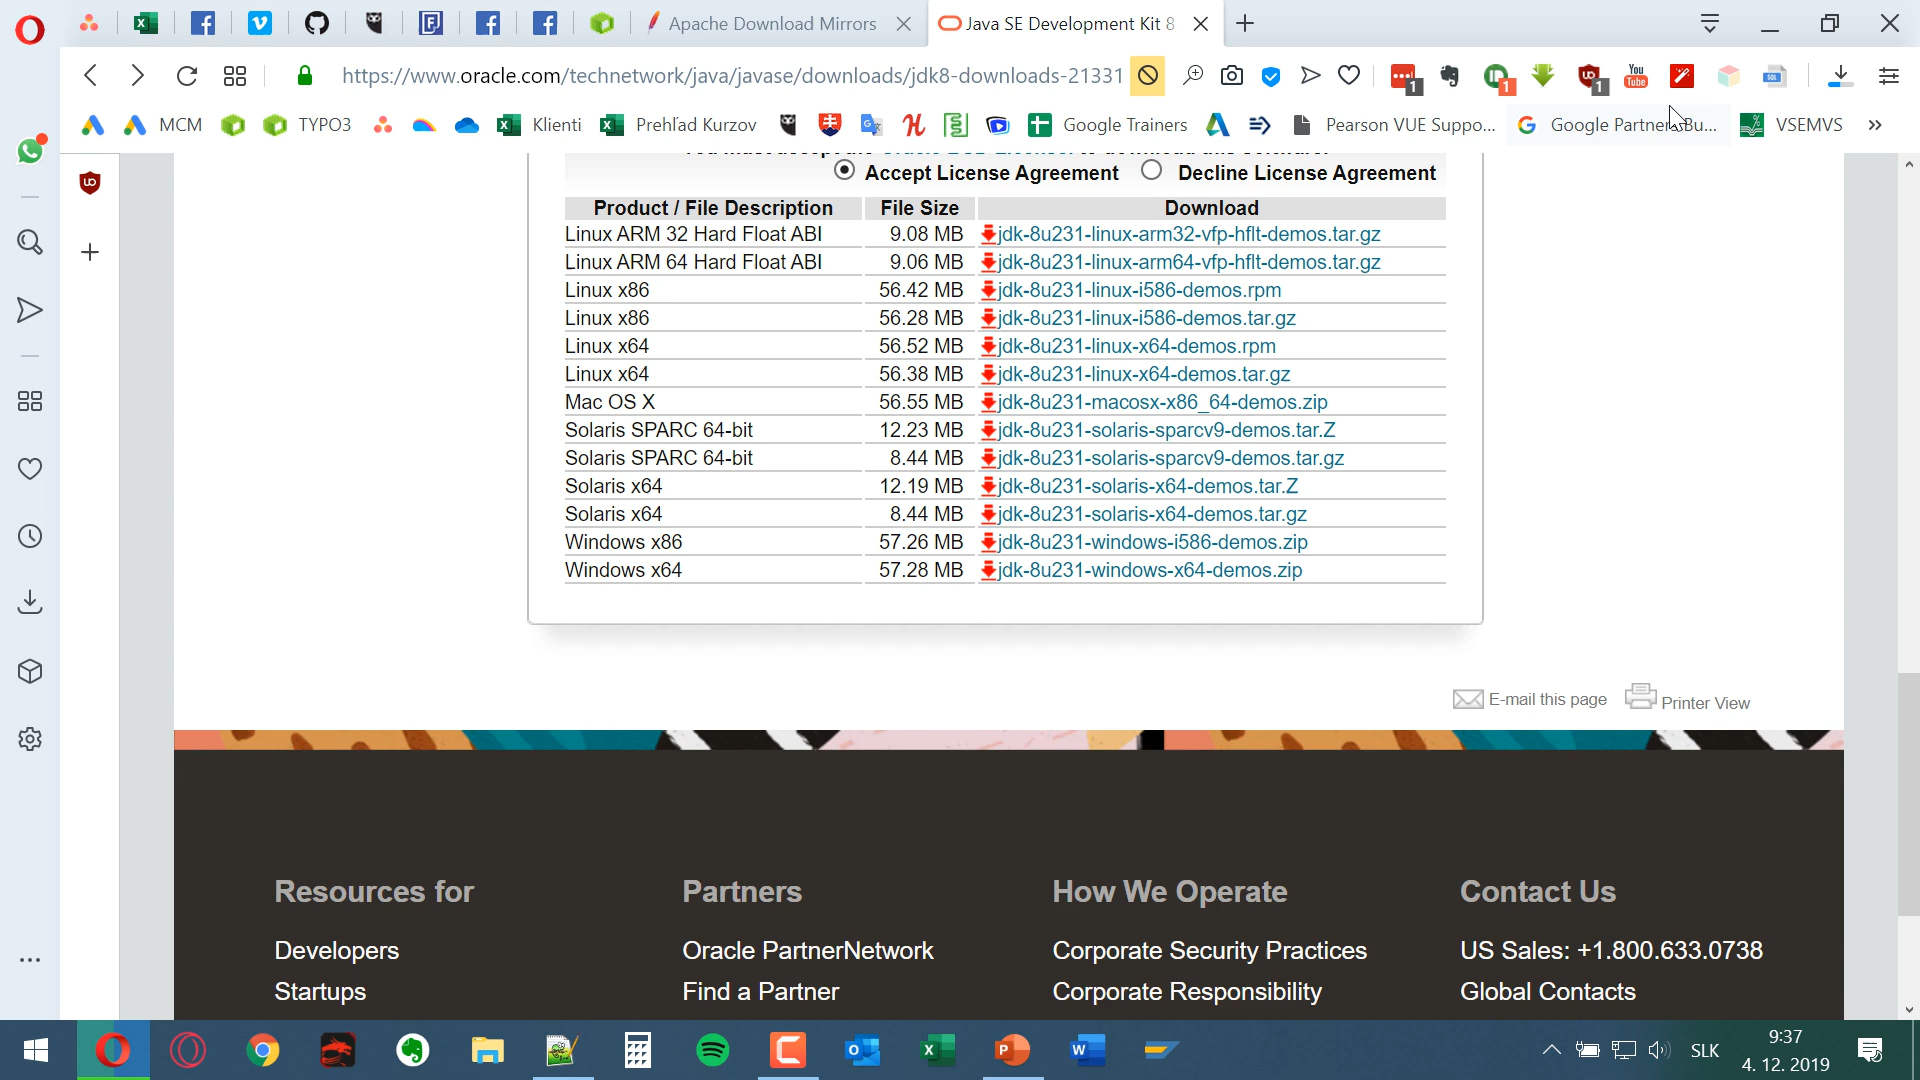 Apache Download Mirrors
Java SE Development Kit 8
https://www.oracle.com/technetwork/java/javase/downloads/jdk8-downloads-21331
1
1
1
You Tube
MCM
TYPO3
Klienti
Prehľad Kurzov
Google Trainers
Pearson VUE Suppo...
Google Partner
Bu...
VSEMVS
Accept License Agreement Decline License Agreement
Product / File Description File Size Download
Linux ARM 32 Hard Float ABI 9.08 MB jdk-8u231-linux-arm32-vfp-hflt-demos.tar.gz
Linux ARM 64 Hard Float ABI 9.06 MB jdk-8u231-linux-arm64-vfp-hflt-demos.tar.gz
Linux x86 56.42 MB jdk-8u231-linux-i586-demos.rpm
Linux x86 56.28 MB jdk-8u231-linux-i586-demos.tar.gz
Linux x64 56.52 MB jdk-8u231-linux-x64-demos.rpm
Linux x64 56.38 MB jdk-8u231-linux-x64-demos.tar.gz
Mac OS X 56.55 MB jdk-8u231-macosx-x86_64-demos.zip
Solaris SPARC 64-bit 12.23 MB jdk-8u231-solaris-sparcv9-demos.tar.Z
Solaris SPARC 64-bit 8.44 MB jdk-8u231-solaris-sparcv9-demos.tar.gz
Solaris x64 12.19 MB jdk-8u231-solaris-x64-demos.tar.Z
Solaris x64 8.44 MB jdk-8u231-solaris-x64-demos.tar.gz
Windows x86 57.26 MB jdk-8u231-windows-i586-demos.zip
Windows x64 57.28 MB jdk-8u231-windows-x64-demos.zip
E-mail this page Printer View
Resources for Partners How We Operate Contact Us
Developers Oracle PartnerNetwork Corporate Security Practices US Sales: +1.800.633.0738
Startups Find a Partner Corporate Responsibility Global Contacts
SLK
9:37
4. 12. 2019